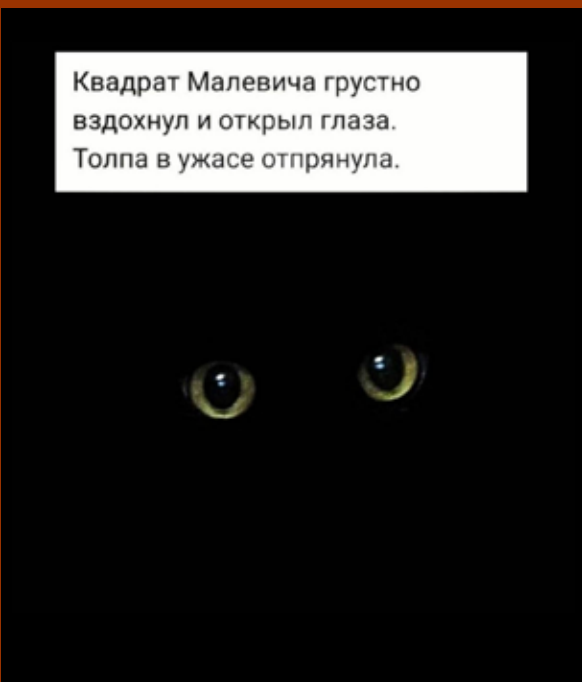 Квадрат Малевича грустно
вздохнул и открыл глаза.
Толпа в ужасе отпрянула.